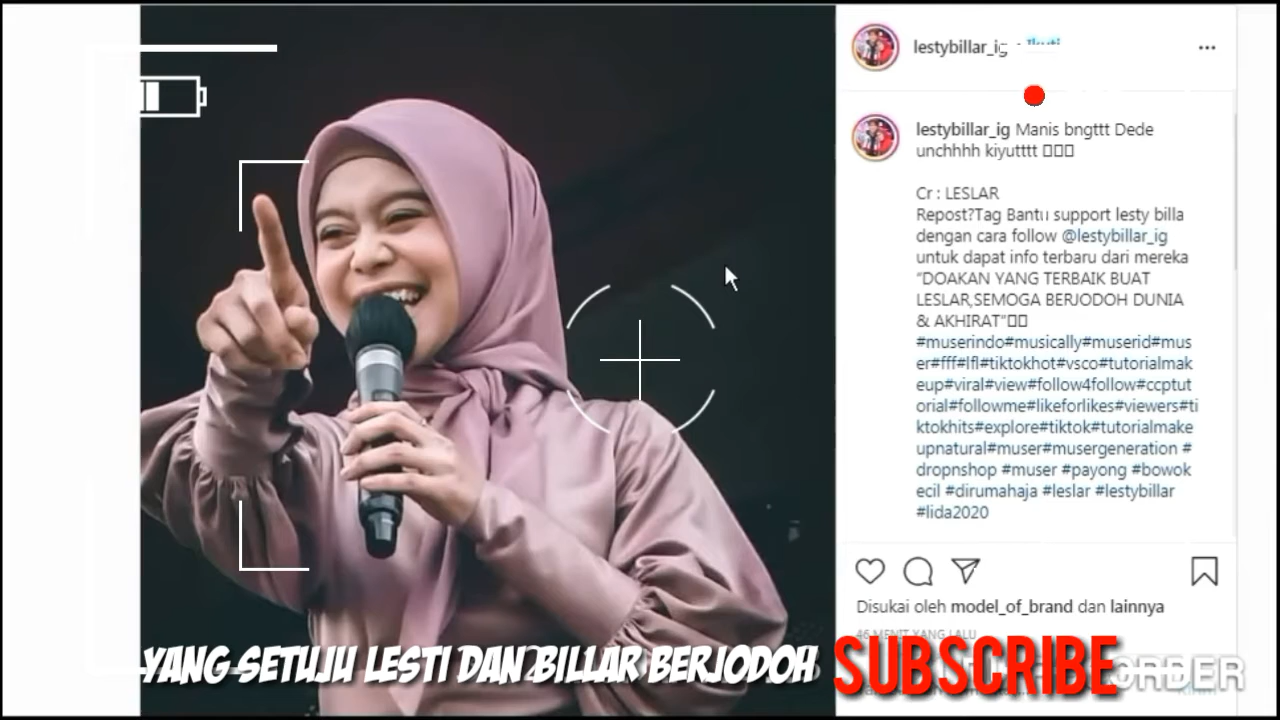 lestybillar_ig
lestybillar_ig Manis bngttt Dede
unchhhh kiyutttt
Cr : LESLAR
Repost?Tag Bantu support lesty billa
dengan cara follow @lestybillar_ig
untuk dapat info terbaru dari mereka
"DOAKAN YANG TERBAIK BUAT
LESLAR,SEMOGA BERJODOH DUNIA
& AKHIRAT"
#muserindo#musically#muserid#mus
er#fff#lfl#tiktokhot#vsco#tutorialmak
eup#viral#view#follow4follow#ccptut
orial#followme#likeforlikes#viewers#ti
ktokhits#explore#tiktok#tutorialmake
upnatural#muser#musergeneration #
dropnshop #muser #payong #bowok
ecil #dirumahaja #leslar #lestybillar
#lida2020
Disukai oleh model_of_brand dan lainnya
46 MENIT YANG LALU
YANG SETUJU LESTI DAN BILLAR BERJODOH SUBSCRIBE